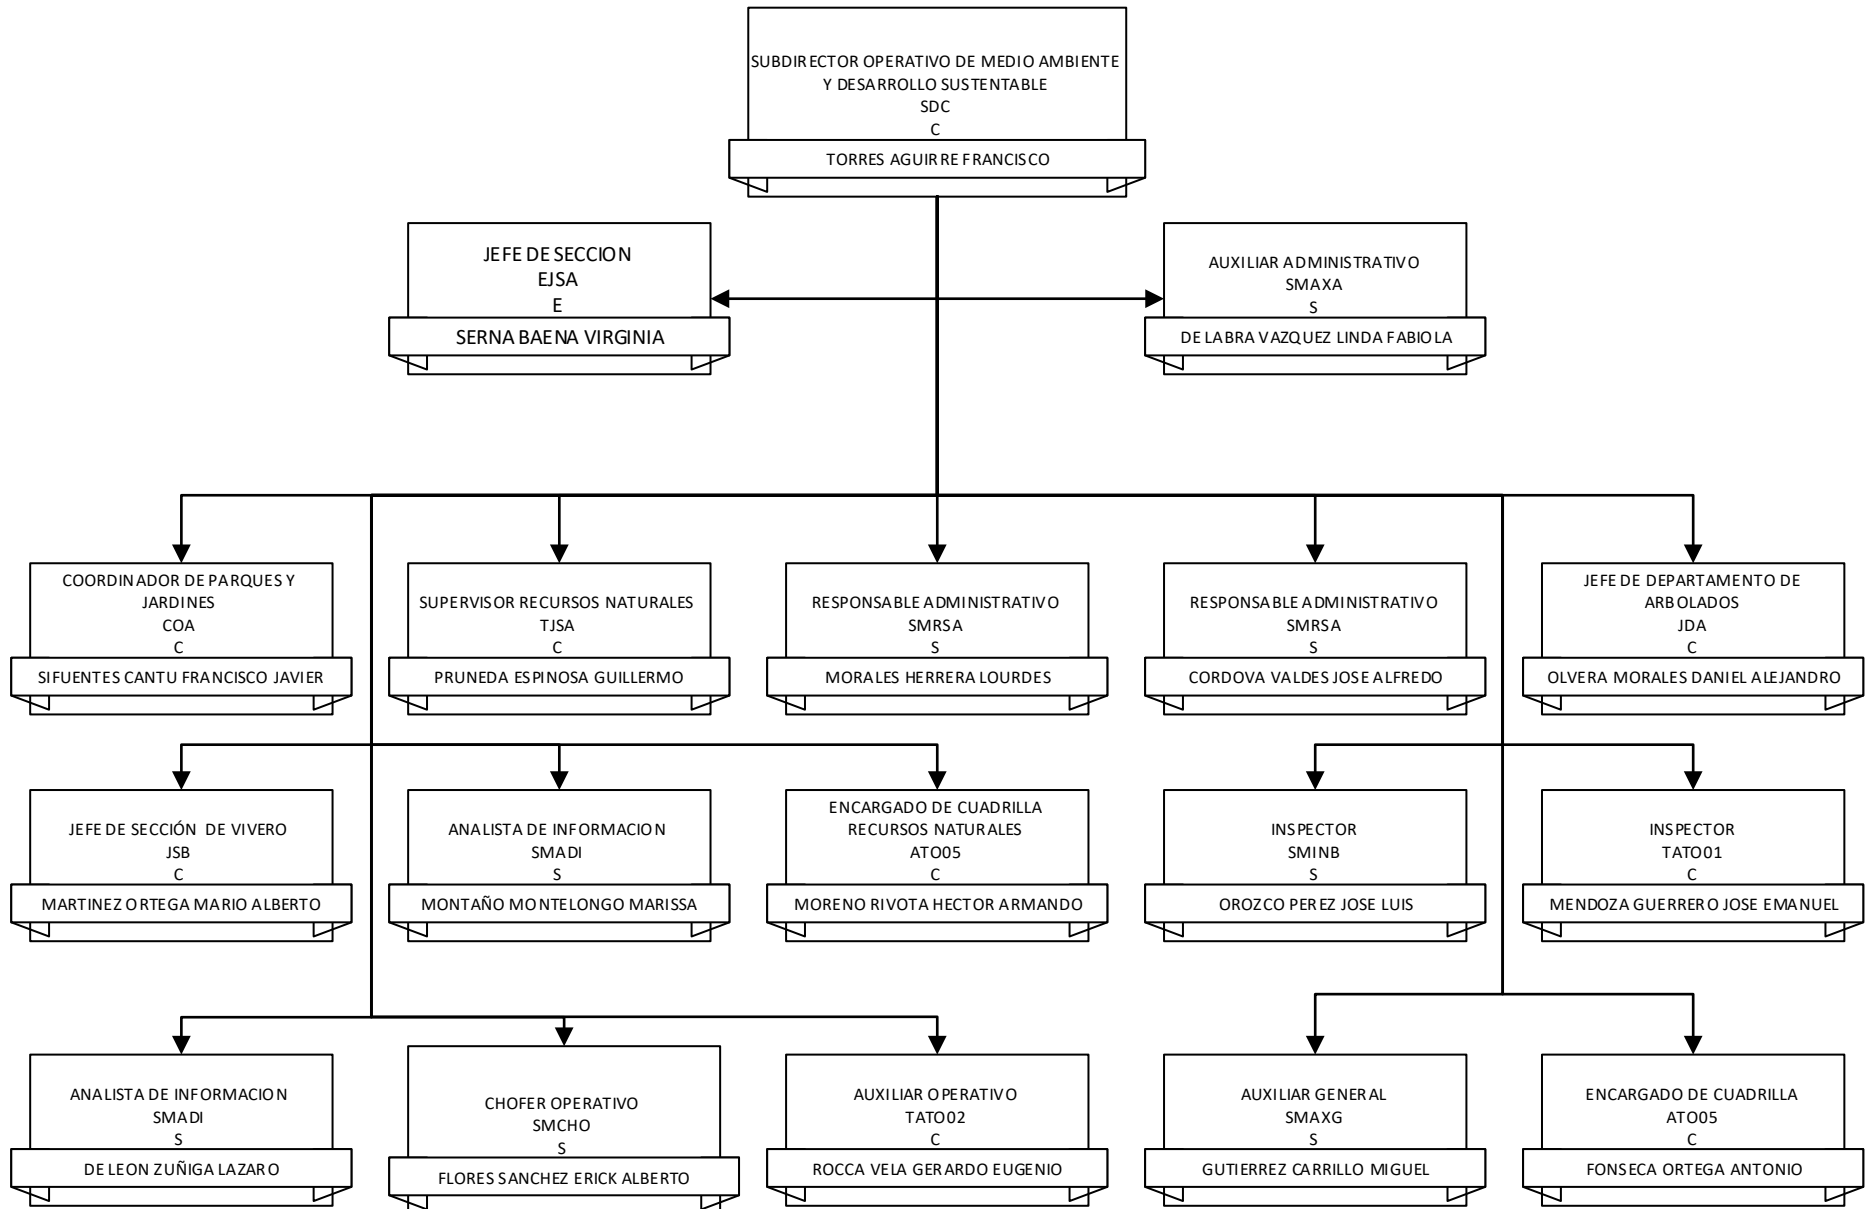 SUBDIRECTOR OPERATIVO DE MEDIO AMBIENTE
Y DESARROLLO SUSTENTABLE
SDC
C
TORRES AGUIRRE FRANCISCO
JEFE DE SECCION
EJSA
E
SERNA BAENA VIRGINIA
AUXILIAR ADMINISTRATIVO
SMAXA
S
DE LABRA VAZQUEZ LINDA FABIOLA
COORDINADOR DE PARQUES Y
JARDINES
COA
C
SIFUENTES CANTU FRANCISCO JAVIER
SUPERVISOR RECURSOS NATURALES
TJSA
C
PRUNEDA ESPINOSA GUILLERMO
RESPONSABLE ADMINISTRATIVO
SMRSA
S
MORALES HERRERA LOURDES
RESPONSABLE ADMINISTRATIVO
SMRSA
S
CORDOVA VALDES JOSE ALFREDO
JEFE DE DEPARTAMENTO DE
ARBOLADOS
JDA
C
OLVERA MORALES DANIEL ALEJANDRO
JEFE DE SECCIÓN DE VIVERO
JSB
C
MARTINEZ ORTEGA MARIO ALBERTO
ANALISTA DE INFORMACION
SMADI
S
MONTAÑO MONTELONGO MARISSA
ENCARGADO DE CUADRILLA
RECURSOS NATURALES
ATO05
C
MORENO RIVOTA HECTOR ARMANDO
INSPECTOR
SMINB
S
OROZCO PEREZ JOSE LUIS
INSPECTOR
TATO01
C
MENDOZA GUERRERO JOSE EMANUEL
ANALISTA DE INFORMACION
SMADI
S
DE LEON ZUÑIGA LAZARO
CHOFER OPERATIVO
SMCHO
S
FLORES SANCHEZ ERICK ALBERTO
AUXILIAR OPERATIVO
TATO02
C
ROCCA VELA GERARDO EUGENIO
AUXILIAR GENERAL
SMAXG
S
GUTIERREZ CARRILLO MIGUEL
ENCARGADO DE CUADRILLA
ATO05
C
FONSECA ORTEGA ANTONIO